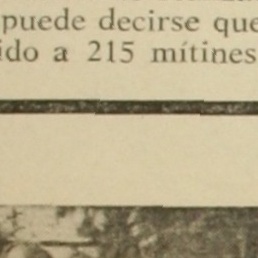 puede decirse que
ido a 215 mítines